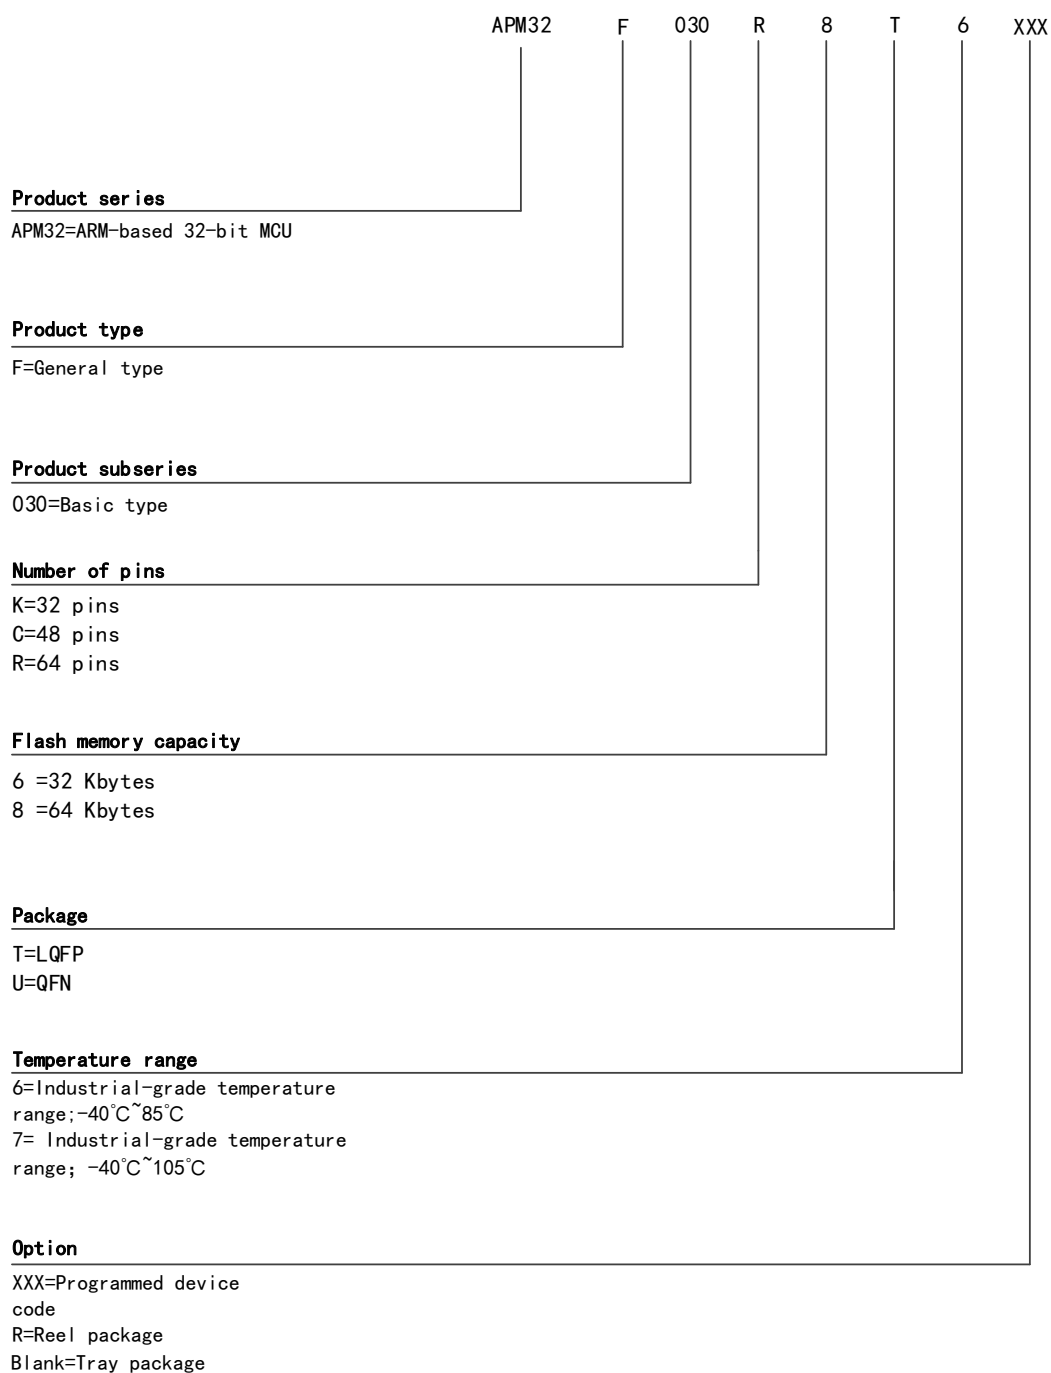 APM32 F 030 R 8 T 6 XXX
Product series
APM32=ARM-based 32-bit MCU
Product type
F=General type
Product subseries
030=Basic type
Number of pins
K=32 pins
C=48 pins
R=64 pins
Flash memory capacity
6 =32 Kbytes
8 =64 Kbytes
Package
T=LQFP
U=QFN
Temperature range
6=Industrial-grade temperature
range;-40℃~85℃
7= Industrial-grade temperature
range; -40℃~105℃
Option
XXX=Programmed device
code
R=Reel package
Blank=Tray package